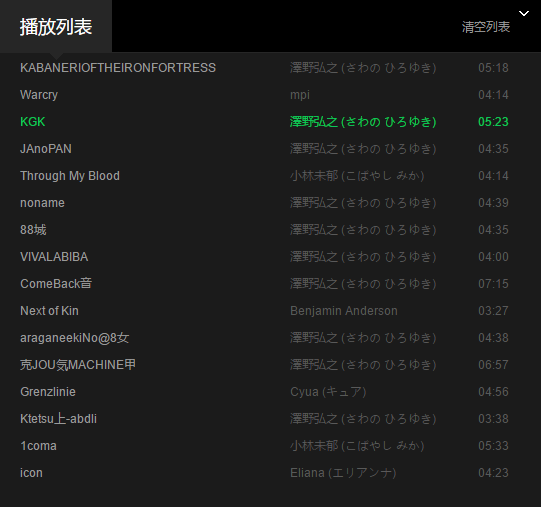 播放列表 清空列表
KABANERIOFTHEIRONFORTRESS 澤野弘之 (さわの ひろゆき) 05:18
Warcry mpi 04:14
KGK 澤野弘之 (さわの ひろゆき) 05:23
JAnoPAN 澤野弘之 (さわの ひろゆき) 04:35
Through My Blood 小林未郁 (こばやし みか) 04:14
noname 澤野弘之 (さわの ひろゆき) 04:39
88城 澤野弘之 (さわの ひろゆき) 04:35
VIVALABIBA 澤野弘之 (さわの ひろゆき) 04:00
ComeBack音 澤野弘之 (さわの ひろゆき) 07:15
Next of Kin Benjamin Anderson 03:27
araganeekiNo@8女 澤野弘之 (さわの ひろゆき) 04:38
克JOU気MACHINE甲 澤野弘之 (さわの ひろゆき) 06:57
Grenzlinie Cyua (キュア) 04:56
Ktetsu上-abdli 澤野弘之 (さわの ひろゆき) 03:38
1coma 小林未郁 (こばやし みか) 05:33
icon Eliana (エリアンナ) 04:23